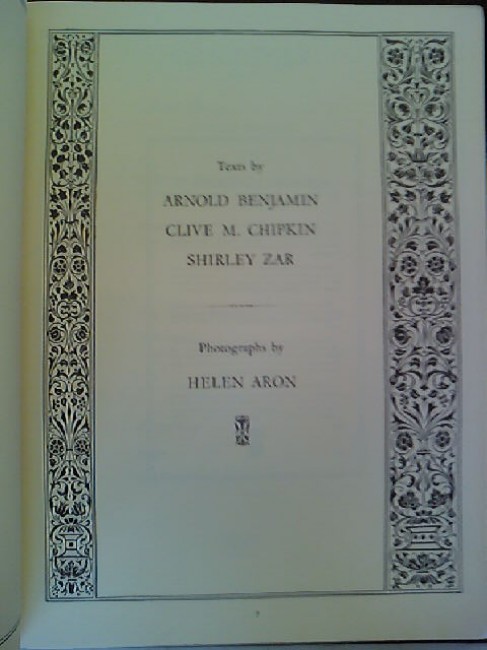 Texts by
ARNOLD BENJAMIN
CLIVE M. CHIPKIN
SHIRLEY ZAR
Photographs by
HELEN ARON